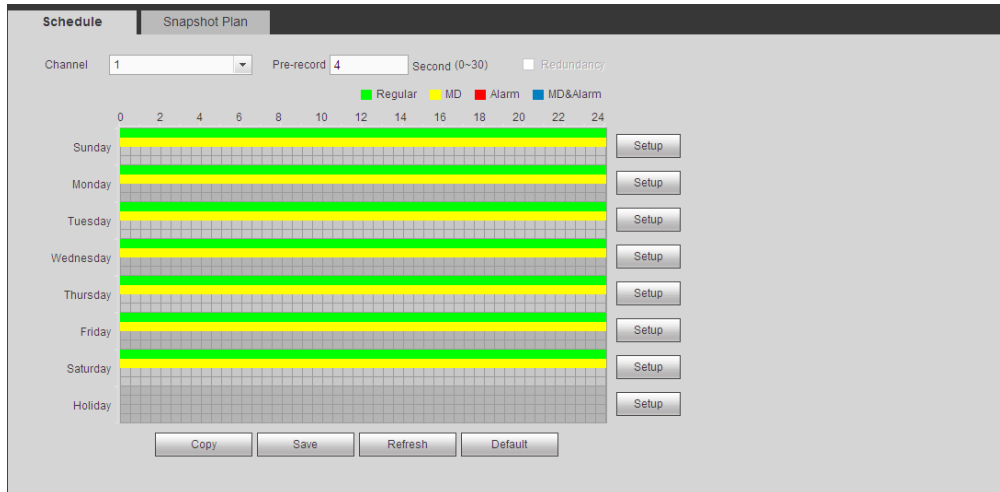 Schedule Snapshot Plan
Channel 1 Pre-record 4 Second (0~30) Redundancy
Regular MD Alarm MD&Alarm
0 2 4 6 8 10 12 14 16 18 20 22 24
Sunday Setup
Monday Setup
Tuesday Setup
Wednesday Setup
Thursday Setup
Friday Setup
Saturday Setup
Holiday Setup
Copy Save Refresh Default